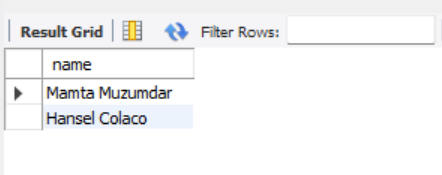 Result Grid Filter Rows:
name
Mamta Muzumdar
Hansel Colaco